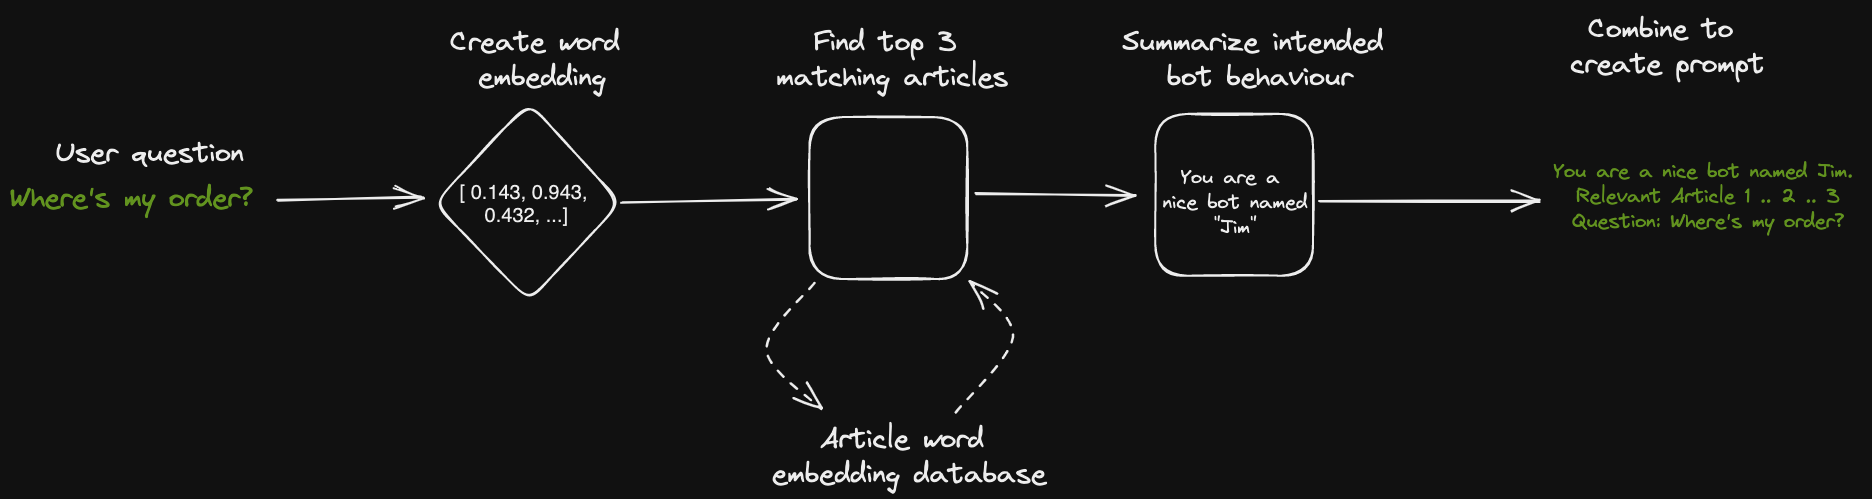 User question
Where's my order?
Create word
embedding
[ 0.143, 0.943,
0.432, ...]
Find top 3
matching articles
Article word
embedding database
Summarize intended
bot behaviour
You are a
nice bot named
"Jim"
Combine to
create prompt
You are a nice bot named Jim.
Relevant Article 1 .. 2 .. 3
Question: Where's my order?